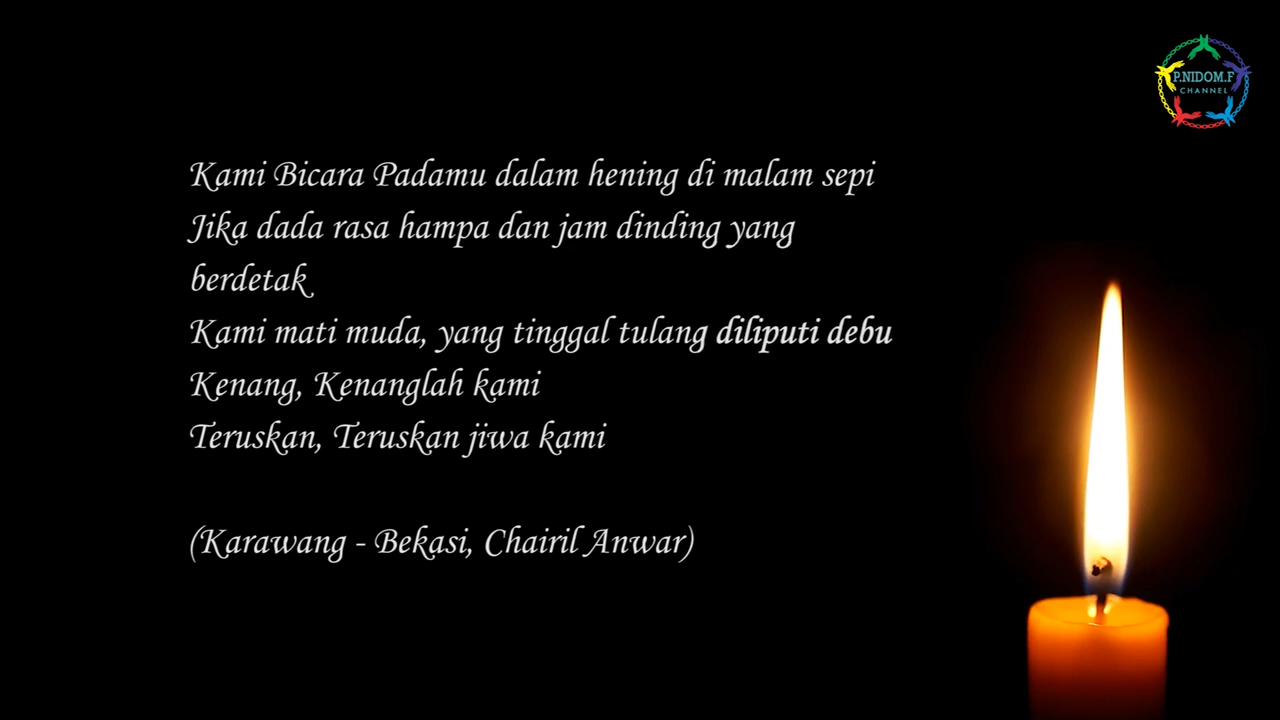 P.NIDOM.F
CHANNEL
Kami Bicara Padamu dalam hening di malam sepi
Jika dada rasa hampa dan jam dinding yang
berdetak
Kami mati muda, yang tinggal tulang diliputi debu
Kenang, Kenanglah kami
Teruskan, Teruskan jiwa kami
(Karawang - Bekasi, Chairil Anwar)